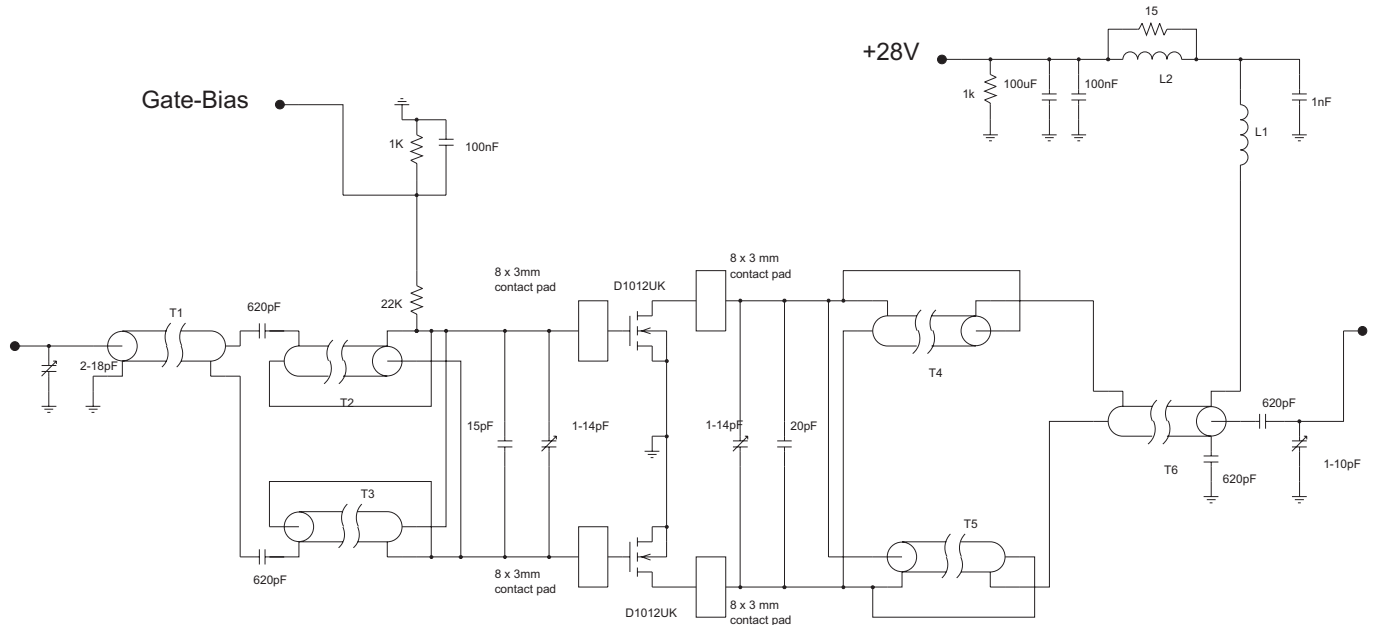 15
+28V
L2
100uF
100nF
1k
1nF
Gate-Bias
L1
1K
100nF
8 x 3 mm
contact pad
8 x 3mm
contact pad
D1012UK
22K
620pF
T1
2-18pF
T4
T2
620pF
15pF
1-14pF
1-14pF
20pF
1-10pF
T6
620pF
T3
T5
620pF
8 x 3mm
contact pad
8 x 3 mm
contact pad
D1012UK